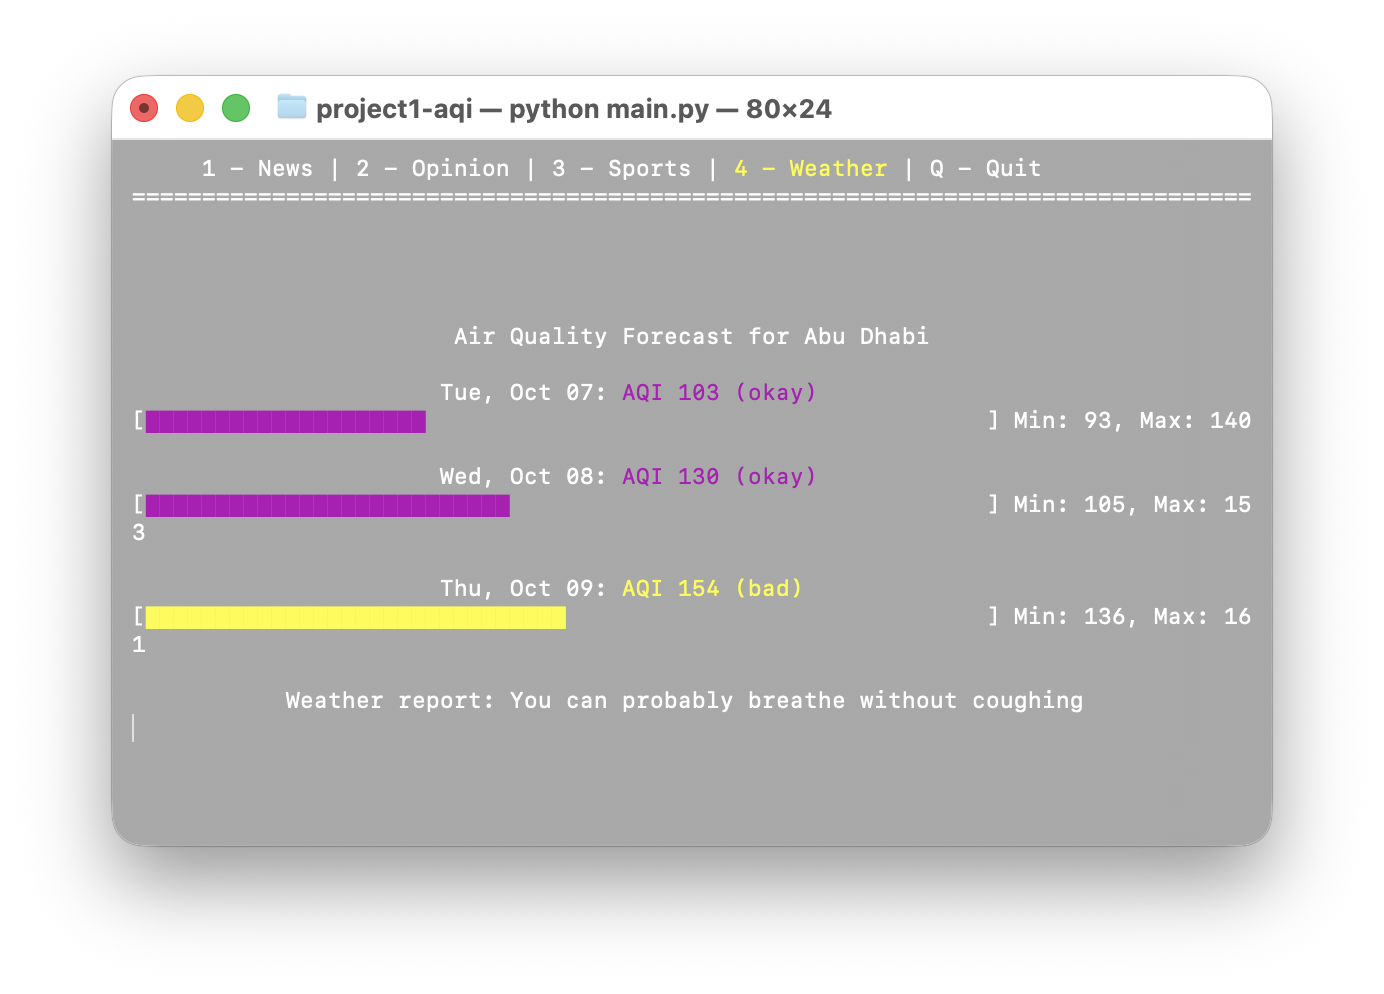 project1-aqi — python main.py — 80×24
1 - News | 2 - Opinion | 3 - Sports | 4 - Weather | Q - Quit
================================================================================
Air Quality Forecast for Abu Dhabi
Tue, Oct 07: AQI 103 (okay)
[████████████████████                                        ] Min: 93, Max: 140
Wed, Oct 08: AQI 130 (okay)
[██████████████████████████                                  ] Min: 105, Max: 15
3
Thu, Oct 09: AQI 154 (bad)
[██████████████████████████████                              ] Min: 136, Max: 16
1
Weather report: You can probably breathe without coughing